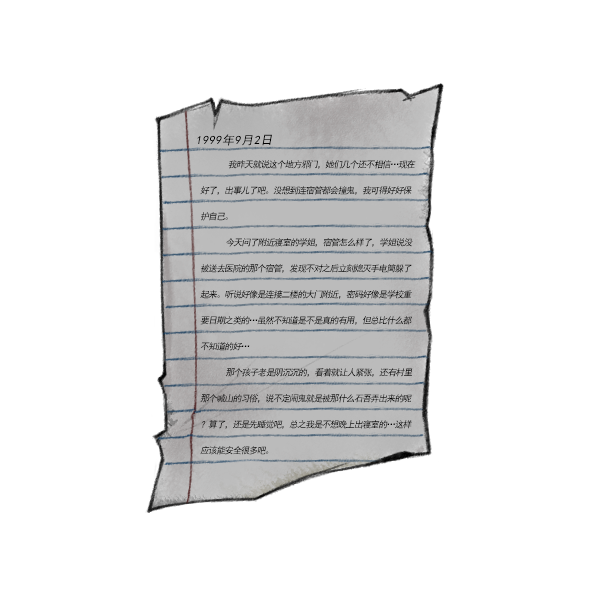 1999年9月2日
我昨天就说这个地方邪门，她们几个还不相信…现在
好了，出事儿了吧。没想到连宿管都会撞鬼，我可得好好保
护自己。
今天问了附近寝室的学姐，宿管怎么样了，学姐说没
被送去医院的那个宿管，发现不对之后立刻熄灭手电筒躲了
起来。听说好像是连接二楼的大门附近，密码好像是学校重
要日期之类的…虽然不知道是不是真的有用，但总比什么都
不知道的好…
那个孩子老是阴沉沉的，看着就让人紧张。还有村里
那个喊山的习俗，说不定闹鬼就是被那什么石吾弄出来的呢
？算了，还是先睡觉吧。总之我是不想晚上出寝室的…这样
应该能安全很多吧。